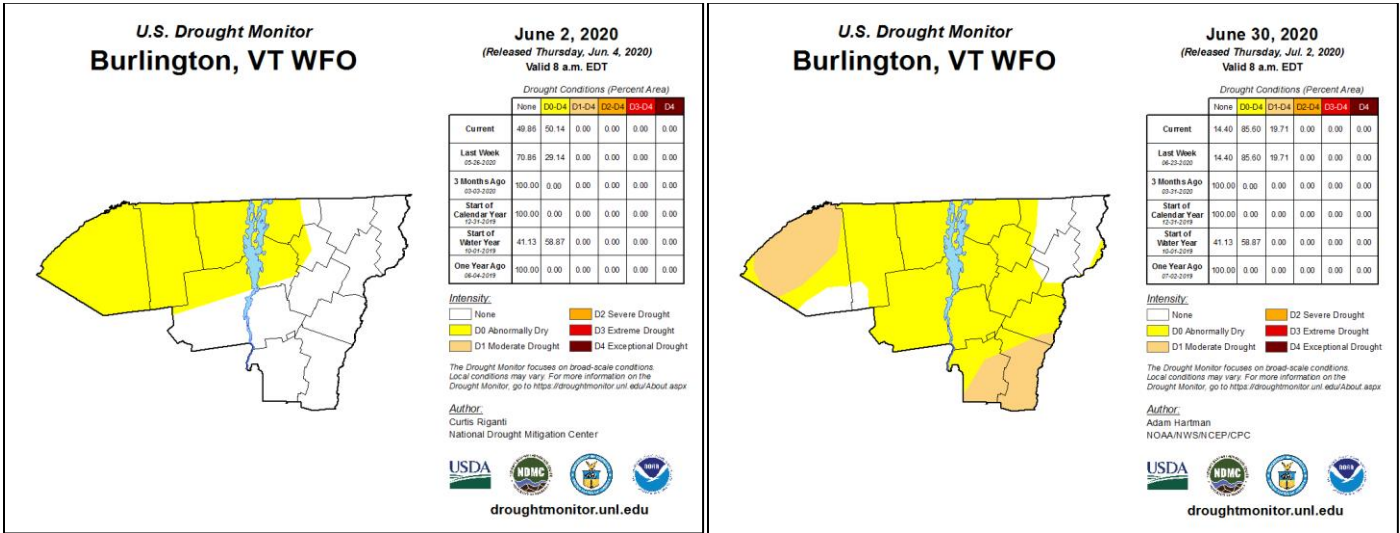 U.S. Drought Monitor
Burlington, VT WFO
June 2, 2020
(Released Thursday, Jun. 4, 2020)
Valid 8 a.m. EDT
Drought Conditions (Percent Area)
None D0-D4 D1-D4 D2-D4 D3-D4 D4
Current 49.86 50.14 0.00 0.00 0.00 0.00
Last Week 70.86 29.14 0.00 0.00 0.00 0.00
05-26-2020
3 Months Ago 100.00 0.00 0.00 0.00 0.00 0.00
03-03-2020
Start of
Calendar Year 100.00 0.00 0.00 0.00 0.00 0.00
12-31-2019
Start of
Water Year 41.13 58.87 0.00 0.00 0.00 0.00
10-01-2019
One Year Ago 100.00 0.00 0.00 0.00 0.00 0.00
06-04-2019
Intensity:
None
D0 Abnormally Dry
D1 Moderate Drought
D2 Severe Drought
D3 Extreme Drought
D4 Exceptional Drought
The Drought Monitor focuses on broad-scale conditions.
Local conditions may vary. For more information on the
Drought Monitor, go to https://droughtmonitor.unl.edu/About.aspx
Author:
Curtis Riganti
National Drought Mitigation Center
USDA
NDMC
NOAA
droughtmonitor.unl.edu
U.S. Drought Monitor
Burlington, VT WFO
June 30, 2020
(Released Thursday, Jul. 2, 2020)
Valid 8 a.m. EDT
Drought Conditions (Percent Area)
None D0-D4 D1-D4 D2-D4 D3-D4 D4
Current 14.40 85.60 19.71 0.00 0.00 0.00
Last Week 14.40 85.60 19.71 0.00 0.00 0.00
06-23-2020
3 Months Ago 100.00 0.00 0.00 0.00 0.00 0.00
03-31-2020
Start of
Calendar Year 100.00 0.00 0.00 0.00 0.00 0.00
12-31-2019
Start of
Water Year 41.13 58.87 0.00 0.00 0.00 0.00
10-01-2019
One Year Ago 100.00 0.00 0.00 0.00 0.00 0.00
07-02-2019
Intensity:
None
D0 Abnormally Dry
D1 Moderate Drought
D2 Severe Drought
D3 Extreme Drought
D4 Exceptional Drought
The Drought Monitor focuses on broad-scale conditions.
Local conditions may vary. For more information on the
Drought Monitor, go to https://droughtmonitor.unl.edu/About.aspx
Author:
Adam Hartman
NOAA/NWS/NCEP/CPC
USDA
NDMC
NOAA
droughtmonitor.unl.edu